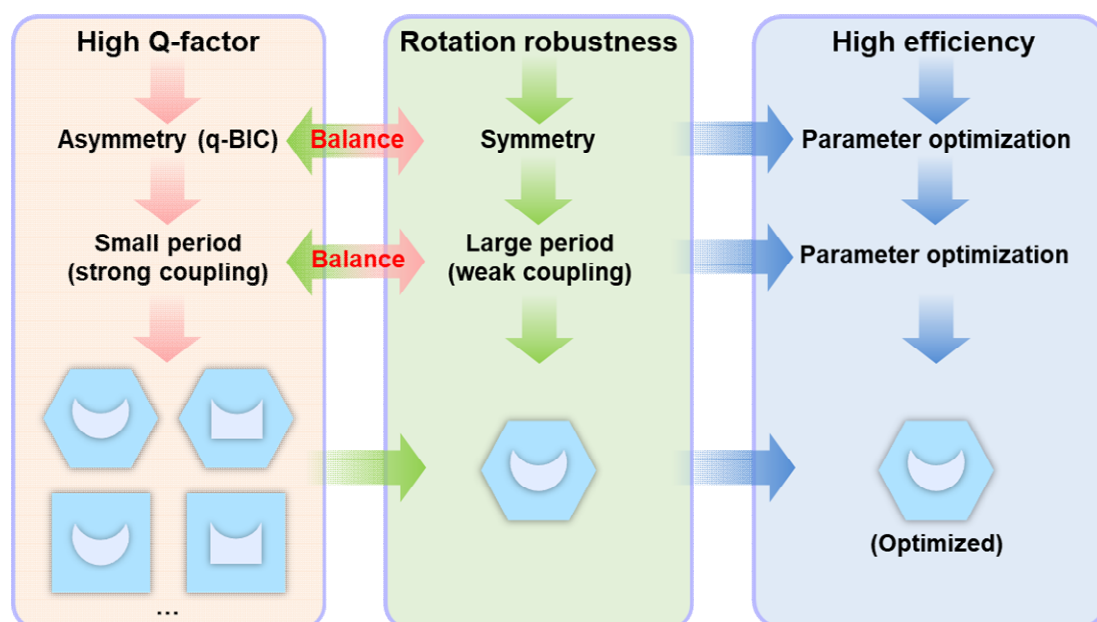 High Q-factor
Asymmetry (q-BIC)
Small period
(strong coupling)
...
Balance
Balance
Rotation robustness
Symmetry
Large period
(weak coupling)
High efficiency
Parameter optimization
Parameter optimization
(Optimized)